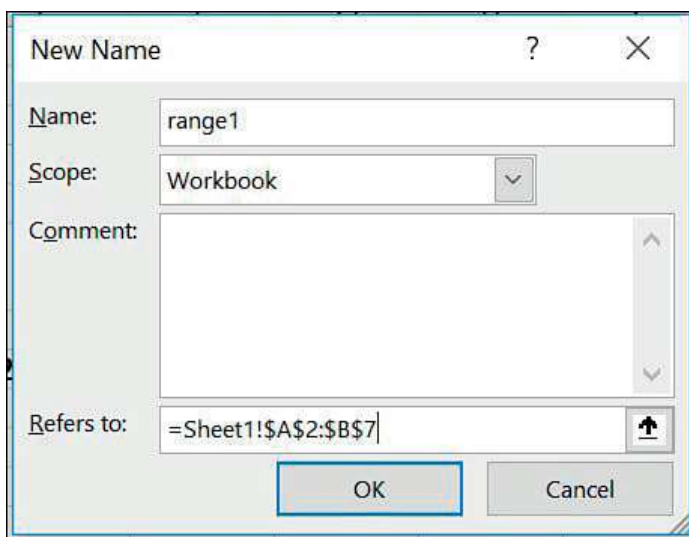 New Name ?
Name: range1
Scope: Workbook
Comment:
Refers to: =Sheet1!$A$2:$B$7
OK Cancel